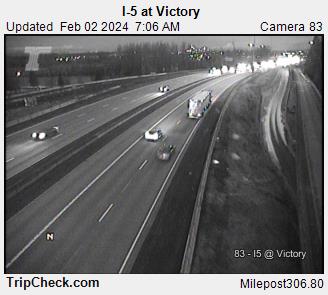 I-5 at Victory
Updated  Feb 02 2024  7:06 AM
Camera 83
N
83 - I5 @ Victory
TripCheck.com
Milepost306.80